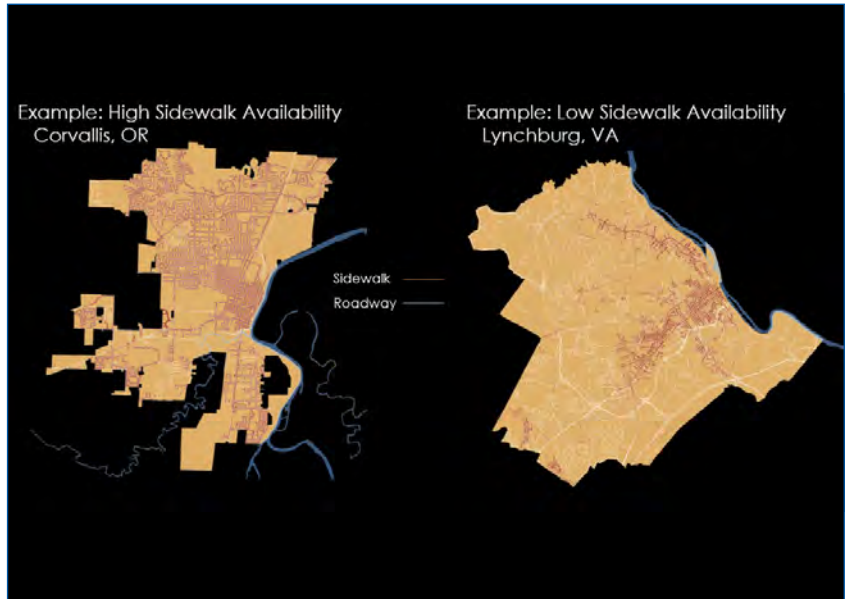 Example: High Sidewalk Availability
Corvallis, OR
Example: Low Sidewalk Availability
Lynchburg, VA
Sidewalk
Roadway